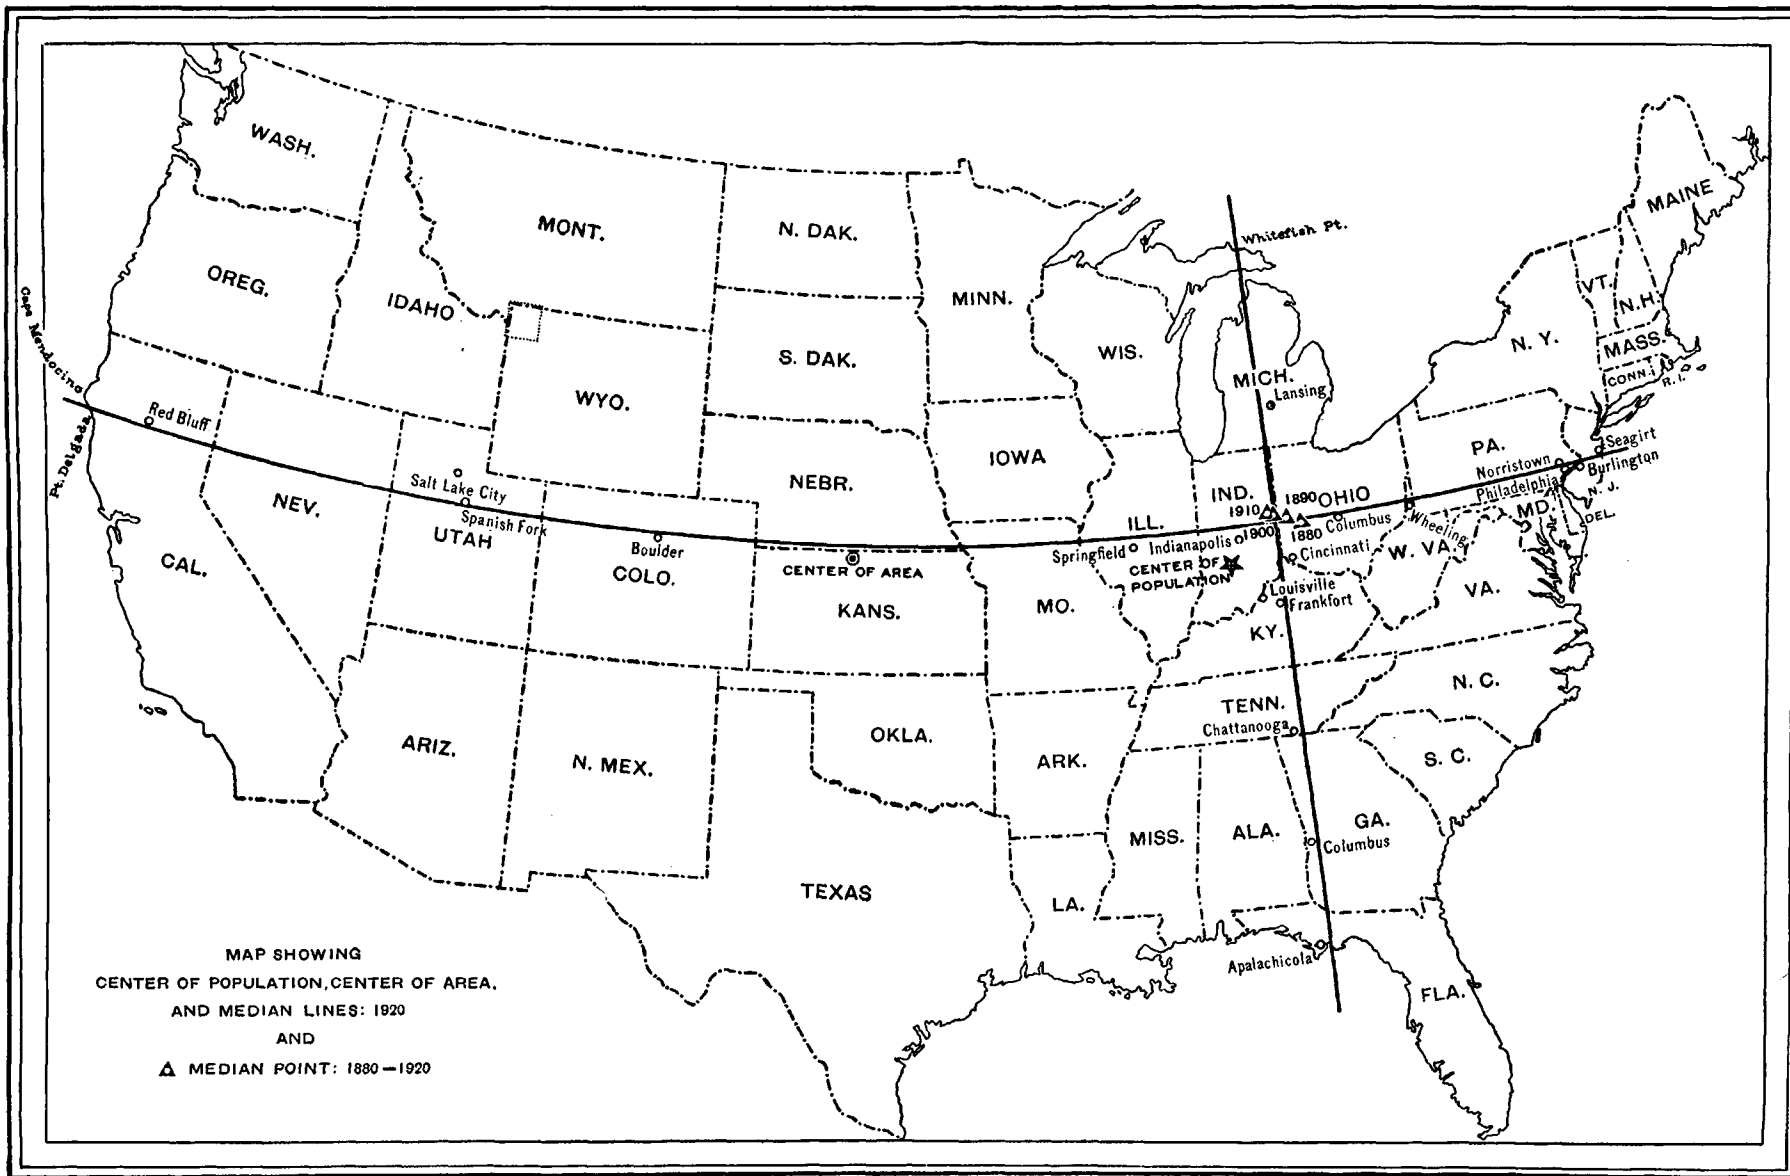 WASH.
MONT.
N. DAK.
MINN.
Whitefish Pt.
MAINE
OREG.
IDAHO
VT.
N.H.
Cape Mendocino
WYO.
S. DAK.
WIS.
MICH.
Lansing
N. Y.
MASS.
CONN.
R. I.
Pt. Delgada
Red Bluff
NEV.
Salt Lake City
Spanish Fork
UTAH
Boulder
COLO.
NEBR.
CENTER OF AREA
KANS.
IOWA
ILL.
IND.
1890
1910
1900
1880
OHIO
Columbus
Wheeling
PA.
Norristown
Philadelphia
Seagirt
Burlington
N. J.
MD.
DEL.
Springfield
Indianapolis
CENTER OF
POPULATION
Cincinnati
Louisville
Frankfort
W. VA.
VA.
CAL.
MO.
KY.
ARIZ.
N. MEX.
OKLA.
ARK.
TENN.
Chattanooga
N. C.
S. C.
TEXAS
LA.
MISS.
ALA.
GA.
Columbus
Apalachicola
FLA.
MAP SHOWING
CENTER OF POPULATION, CENTER OF AREA,
AND MEDIAN LINES: 1920
AND
△ MEDIAN POINT: 1880—1920